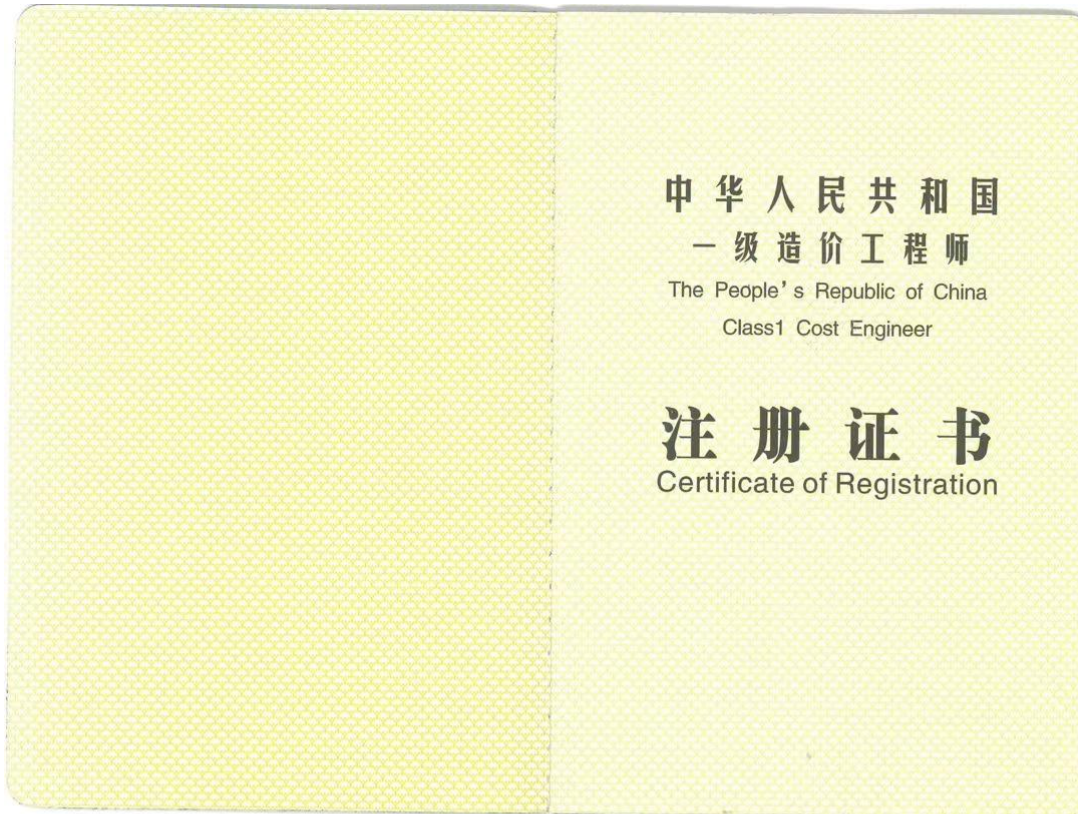 中华人民共和国
一级造价工程师
The People's Republic of China
Class1 Cost Engineer
注册证书
Certificate of Registration